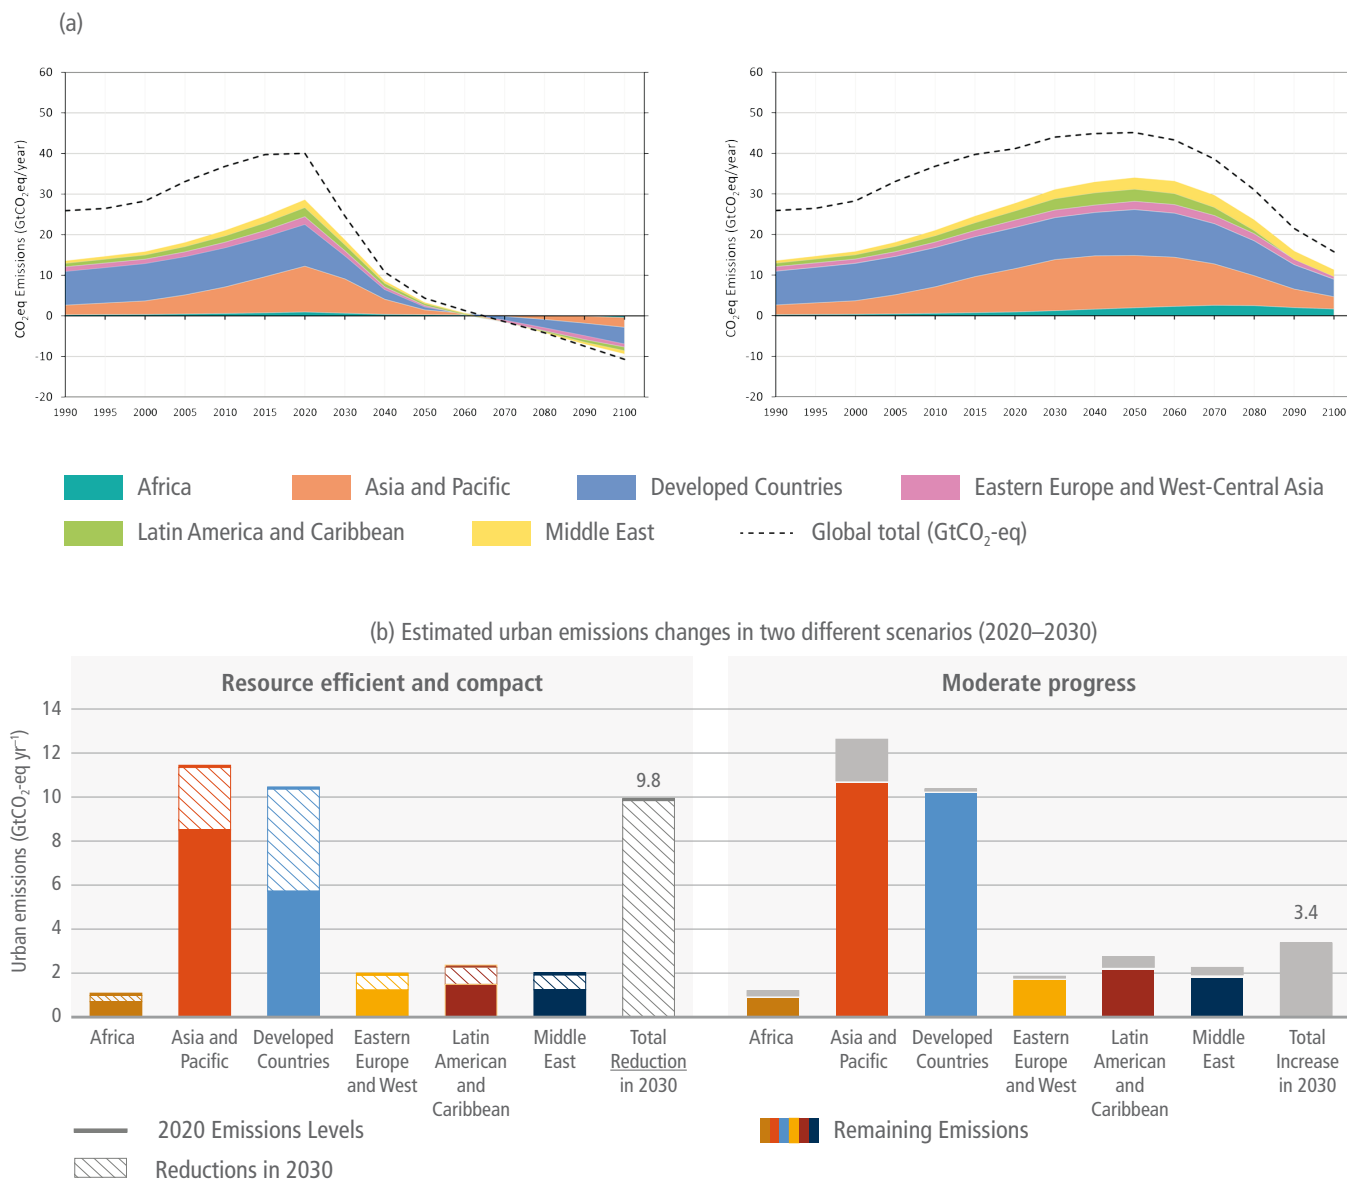 (a)
60
50
40
30
20
10
0
-10
-20
CO₂eq Emissions (GtCO₂eq/year)
1990 1995 2000 2005 2010 2015 2020 2030 2040 2050 2060 2070 2080 2090 2100
60
50
40
30
20
10
0
-10
-20
CO₂eq Emissions (GtCO₂eq/year)
1990 1995 2000 2005 2010 2015 2020 2030 2040 2050 2060 2070 2080 2090 2100
Africa
Asia and Pacific
Developed Countries
Eastern Europe and West-Central Asia
Latin America and Caribbean
Middle East
Global total (GtCO₂-eq)
(b) Estimated urban emissions changes in two different scenarios (2020–2030)
Resource efficient and compact
Moderate progress
Urban emissions (GtCO₂-eq yr⁻¹)
14
12
10
8
6
4
2
0
9.8
3.4
Africa
Asia and
Pacific
Developed
Countries
Eastern
Europe
and West
Latin
American
and
Caribbean
Middle
East
Total
Reduction
in 2030
Africa
Asia and
Pacific
Developed
Countries
Eastern
Europe
and West
Latin
American
and
Caribbean
Middle
East
Total
Increase
in 2030
2020 Emissions Levels
Remaining Emissions
Reductions in 2030